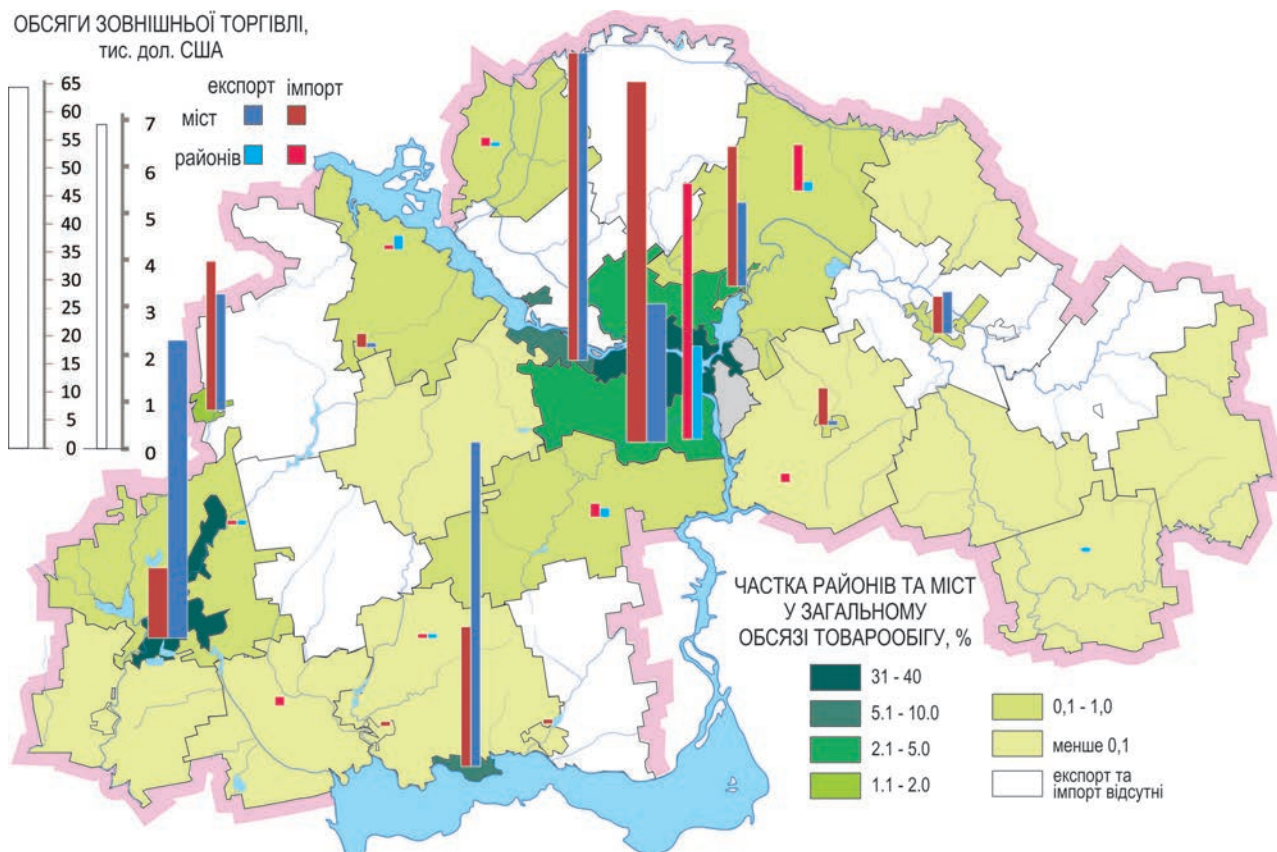 ОБСЯГИ ЗОВНІШНЬОЇ ТОРГІВЛІ,
тис. дол. США
експорт імпорт
міст
районів
65
60
55
50
45
40
35
30
25
20
15
10
5
0
7
6
5
4
3
2
1
0
ЧАСТКА РАЙОНІВ ТА МІСТ
У ЗАГАЛЬНОМУ
ОБСЯЗІ ТОВАРООБІГУ, %
31 - 40
5.1 - 10.0
2.1 - 5.0
1.1 - 2.0
0,1 - 1,0
менше 0,1
експорт та
імпорт відсутні